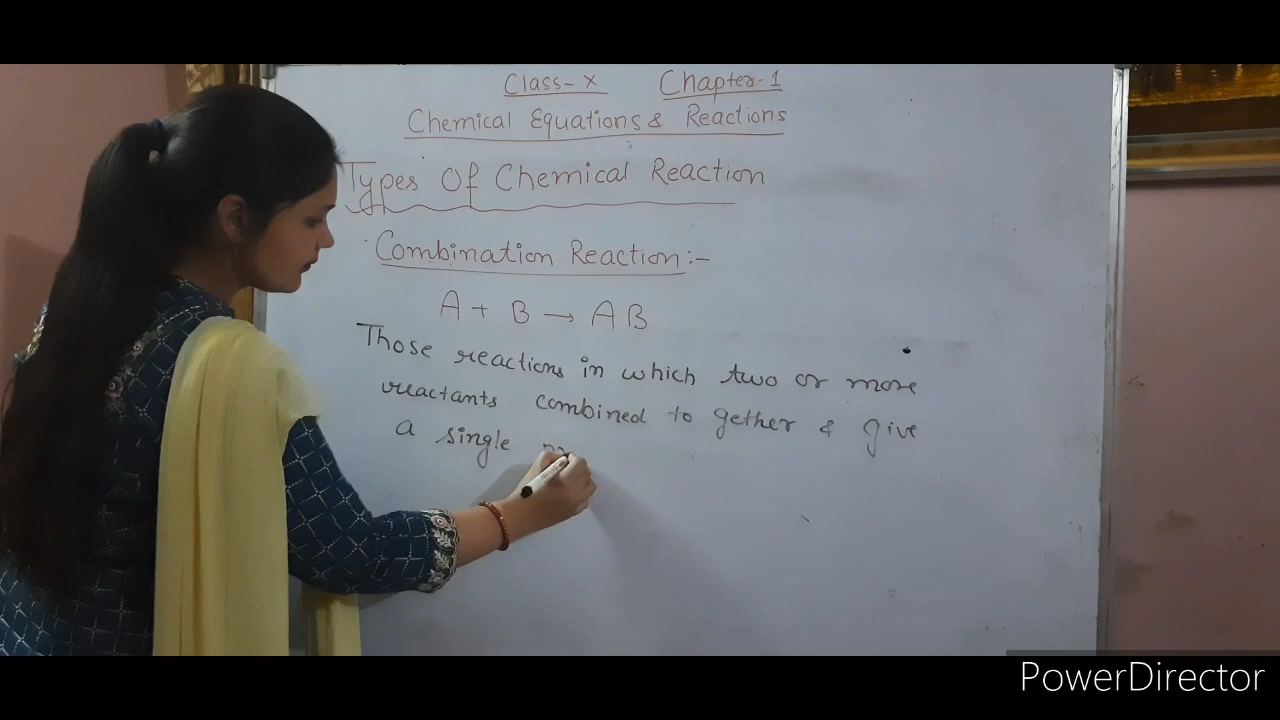 Class-X Chapter-1
Chemical Equations & Reactions
Types Of Chemical Reaction
Combination Reaction:-
A + B → AB
Those reactions in which two or more
reactants combined to gether & give
a single
PowerDirector